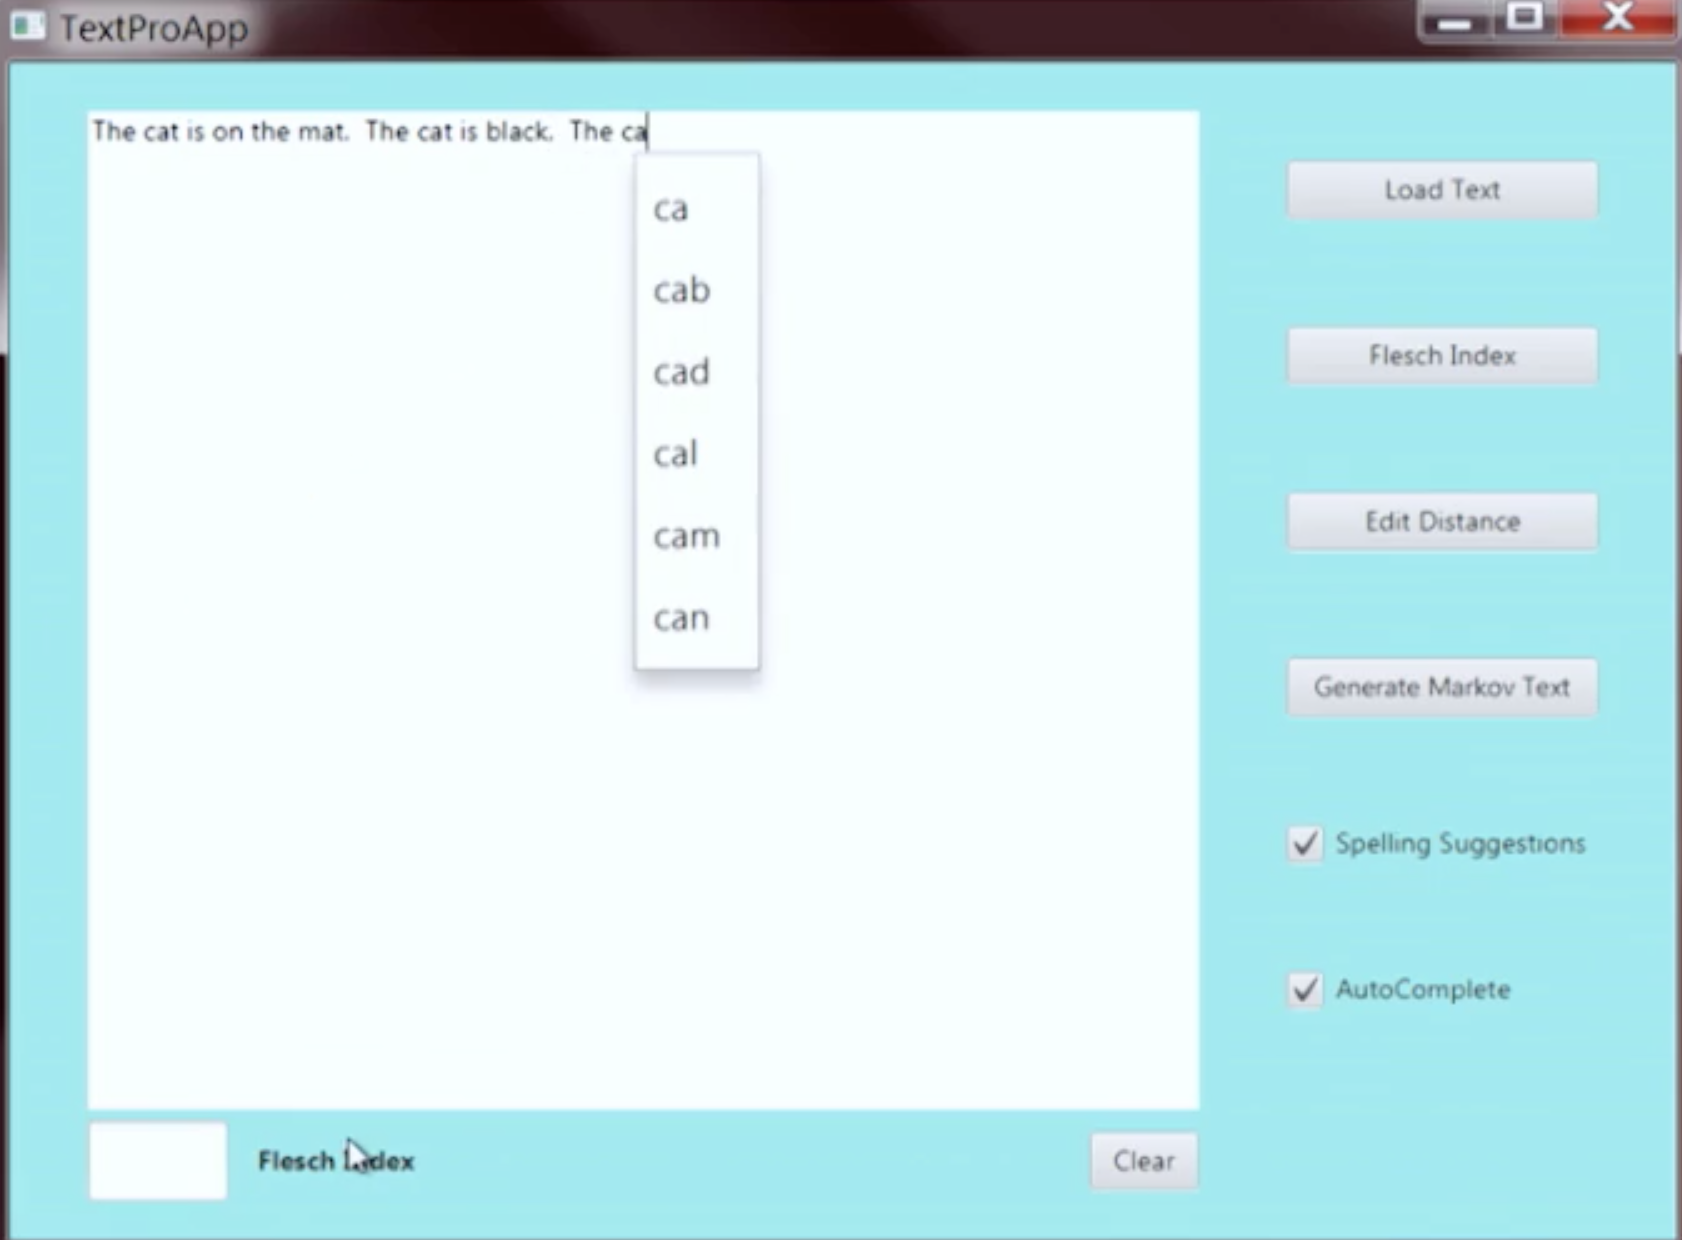 TextProApp
The cat is on the mat.  The cat is black.  The ca
ca
cab
cad
cal
cam
can
Load Text
Flesch Index
Edit Distance
Generate Markov Text
Spelling Suggestions
AutoComplete
Flesch Index
Clear